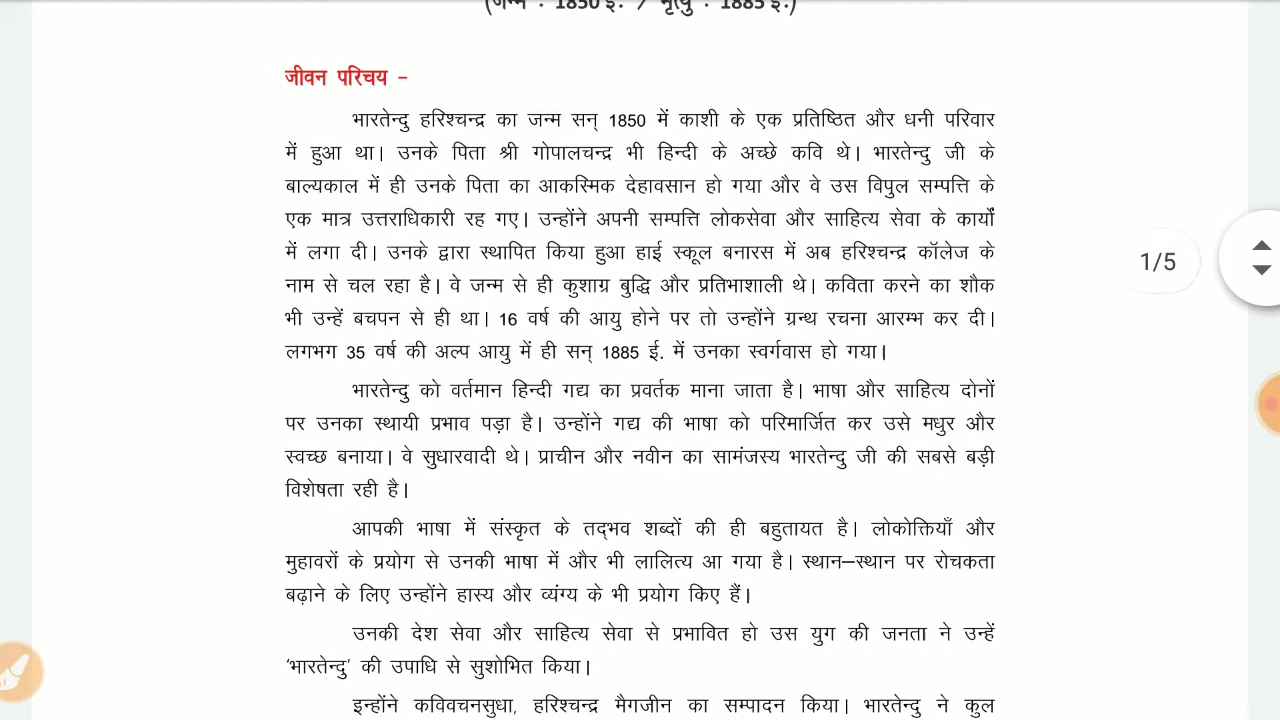 (जन्म : 1850 ई. / मृत्यु : 1885 ई.)
जीवन परिचय –
भारतेन्दु हरिश्चन्द्र का जन्म सन् 1850 में काशी के एक प्रतिष्ठित और धनी परिवार
में हुआ था। उनके पिता श्री गोपालचन्द्र भी हिन्दी के अच्छे कवि थे। भारतेन्दु जी के
बाल्यकाल में ही उनके पिता का आकस्मिक देहावसान हो गया और वे उस विपुल सम्पत्ति के
एक मात्र उत्तराधिकारी रह गए। उन्होंने अपनी सम्पत्ति लोकसेवा और साहित्य सेवा के कार्यों
में लगा दी। उनके द्वारा स्थापित किया हुआ हाई स्कूल बनारस में अब हरिश्चन्द्र कॉलेज के
नाम से चल रहा है। वे जन्म से ही कुशाग्र बुद्धि और प्रतिभाशाली थे। कविता करने का शौक
भी उन्हें बचपन से ही था। 16 वर्ष की आयु होने पर तो उन्होंने ग्रन्थ रचना आरम्भ कर दी।
लगभग 35 वर्ष की अल्प आयु में ही सन् 1885 ई. में उनका स्वर्गवास हो गया।
भारतेन्दु को वर्तमान हिन्दी गद्य का प्रवर्तक माना जाता है। भाषा और साहित्य दोनों
पर उनका स्थायी प्रभाव पड़ा है। उन्होंने गद्य की भाषा को परिमार्जित कर उसे मधुर और
स्वच्छ बनाया। वे सुधारवादी थे। प्राचीन और नवीन का सामंजस्य भारतेन्दु जी की सबसे बड़ी
विशेषता रही है।
आपकी भाषा में संस्कृत के तद्भव शब्दों की ही बहुतायत है। लोकोक्तियाँ और
मुहावरों के प्रयोग से उनकी भाषा में और भी लालित्य आ गया है। स्थान–स्थान पर रोचकता
बढ़ाने के लिए उन्होंने हास्य और व्यंग्य के भी प्रयोग किए हैं।
उनकी देश सेवा और साहित्य सेवा से प्रभावित हो उस युग की जनता ने उन्हें
'भारतेन्दु' की उपाधि से सुशोभित किया।
इन्होंने कविवचनसुधा, हरिश्चन्द्र मैगजीन का सम्पादन किया। भारतेन्दु ने कुल
1/5